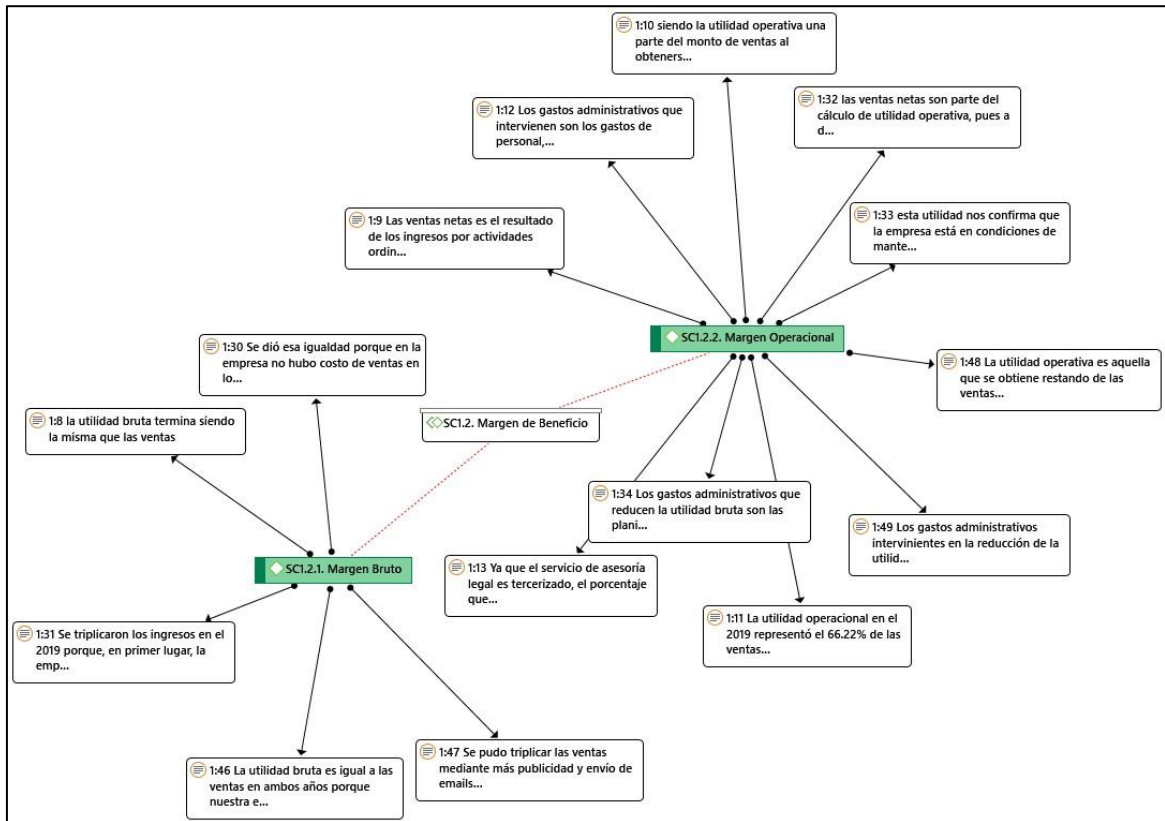 1:10 siendo la utilidad operativa una
parte del monto de ventas al
obteners...
1:12 Los gastos administrativos que
intervienen son los gastos de
personal,...
1:32 las ventas netas son parte del
cálculo de utilidad operativa, pues a
d...
1:9 Las ventas netas es el resultado
de los ingresos por actividades
ordin...
1:33 esta utilidad nos confirma que
la empresa está en condiciones de
mante...
SC1.2.2. Margen Operacional
1:30 Se dió esa igualdad porque en la
empresa no hubo costo de ventas en
lo...
1:48 La utilidad operativa es aquella
que se obtiene restando de las
ventas...
1:8 la utilidad bruta termina siendo
la misma que las ventas
SC1.2. Margen de Beneficio
1:34 Los gastos administrativos que
reducen la utilidad bruta son las
plani...
1:49 Los gastos administrativos
intervinientes en la reducción de la
utilid...
SC1.2.1. Margen Bruto
1:13 Ya que el servicio de asesoría
legal es tercerizado, el porcentaje
que...
1:11 La utilidad operacional en el
2019 representó el 66.22% de las
ventas...
1:31 Se triplicaron los ingresos en el
2019 porque, en primer lugar, la
emp...
1:46 La utilidad bruta es igual a las
ventas en ambos años porque
nuestra e...
1:47 Se pudo triplicar las ventas
mediante más publicidad y envío de
emails...